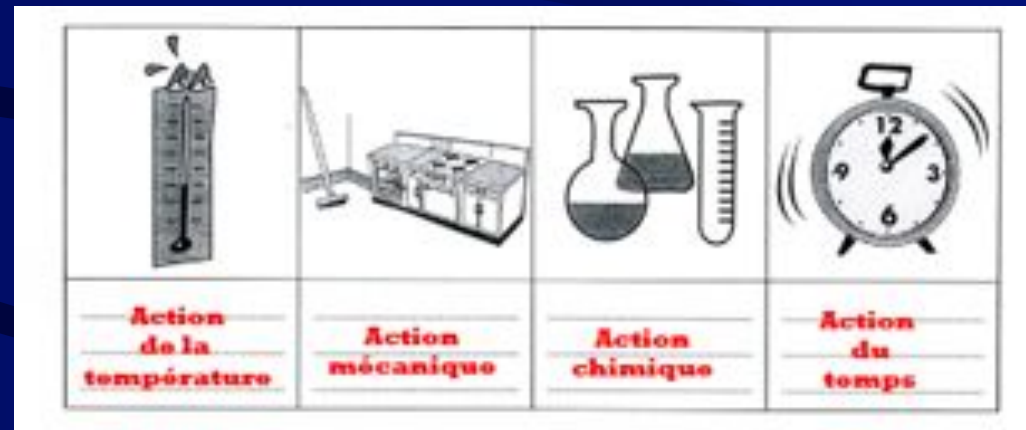 12
9
3
6
Action
de la
température
Action
mécanique
Action
chimique
Action
du
temps